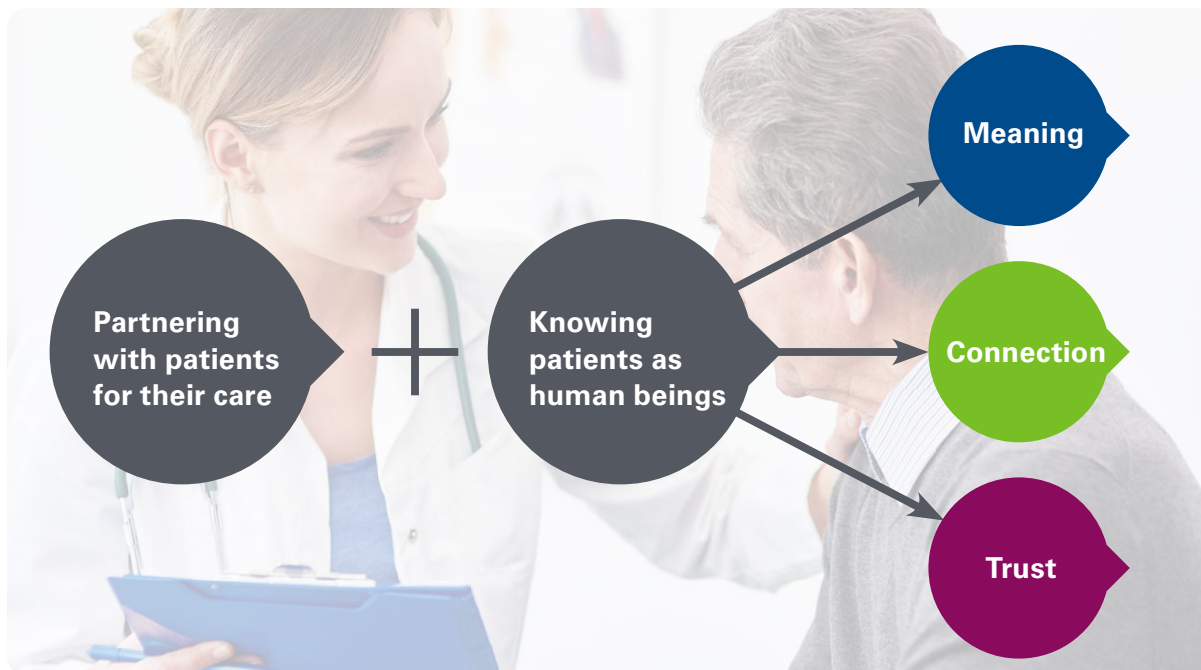 Partnering
with patients
for their care
Knowing
patients as
human beings
Meaning
Connection
Trust